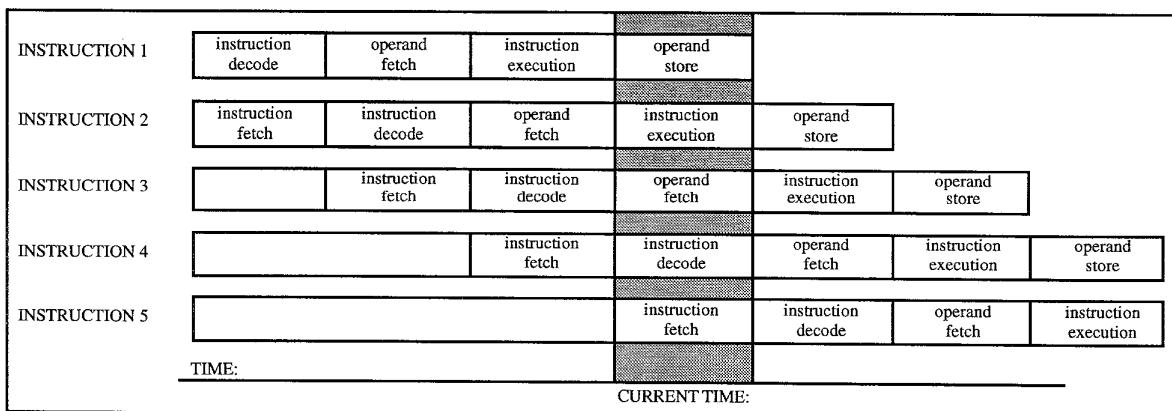 INSTRUCTION 1
instruction decode
operand fetch
instruction execution
operand store
INSTRUCTION 2
instruction fetch
instruction decode
operand fetch
instruction execution
operand store
INSTRUCTION 3
instruction fetch
instruction decode
operand fetch
instruction execution
operand store
INSTRUCTION 4
instruction fetch
instruction decode
operand fetch
instruction execution
operand store
INSTRUCTION 5
instruction fetch
instruction decode
operand fetch
instruction execution
TIME:
CURRENT TIME: